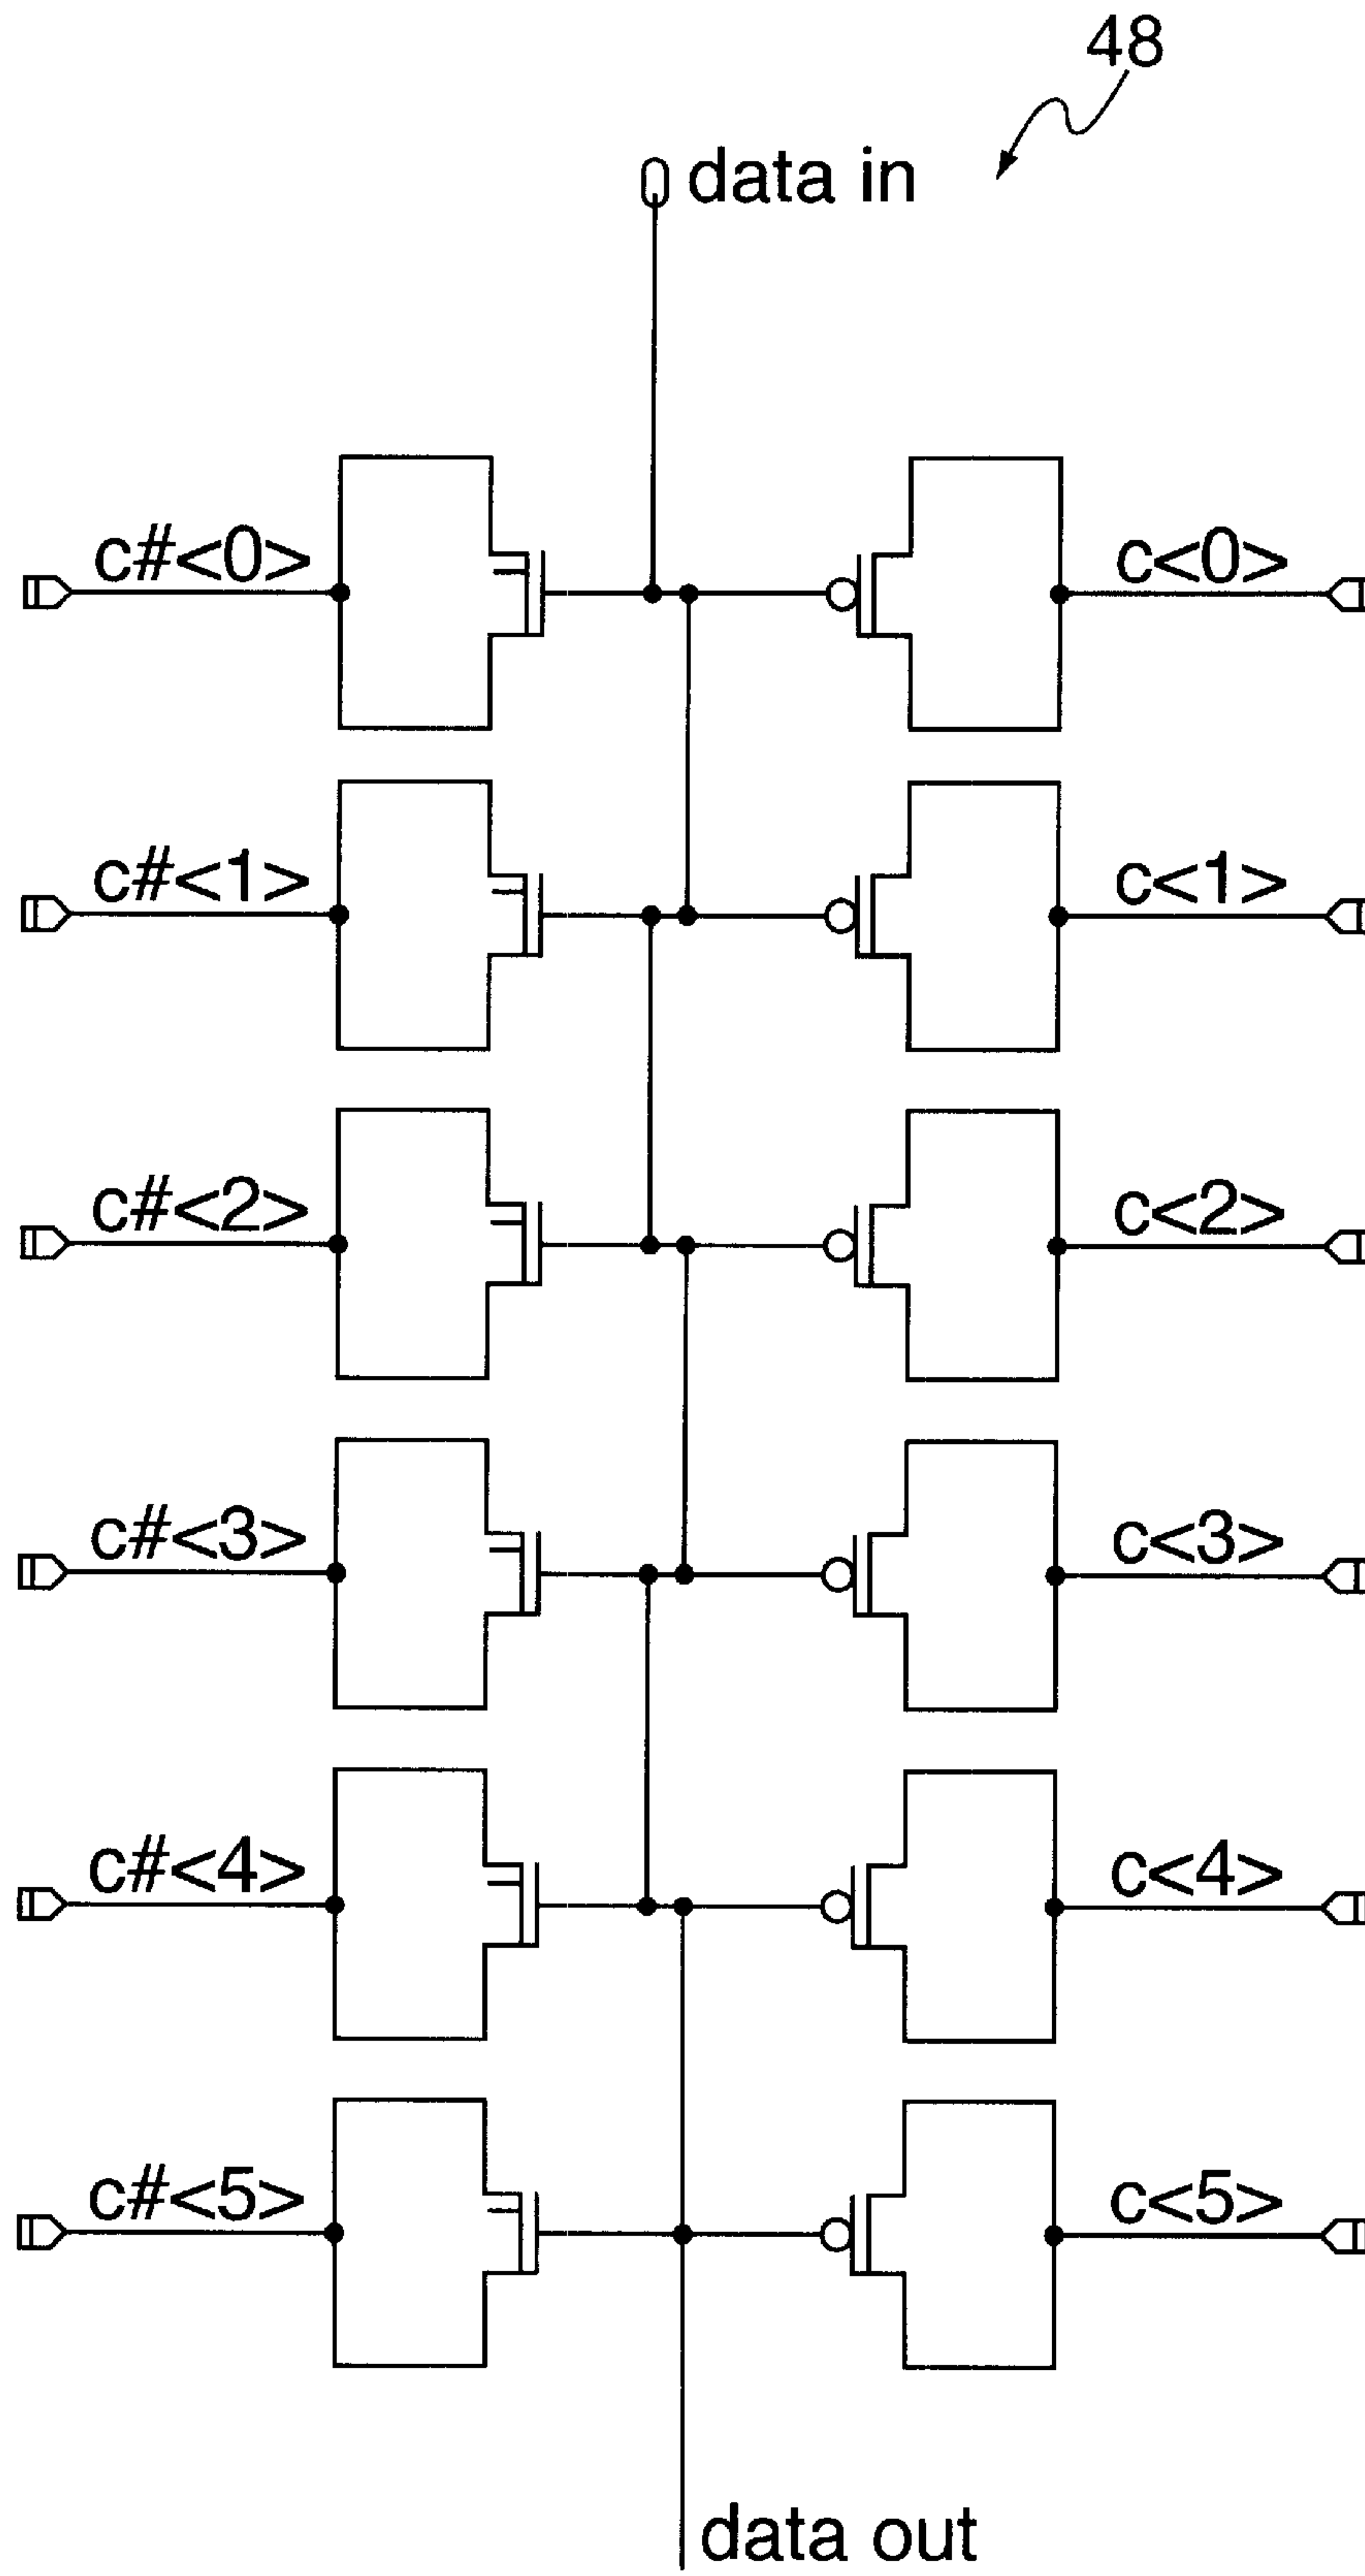 48
data in
c#<0> c<0>
c#<1> c<1>
c#<2> c<2>
c#<3> c<3>
c#<4> c<4>
c#<5> c<5>
data out